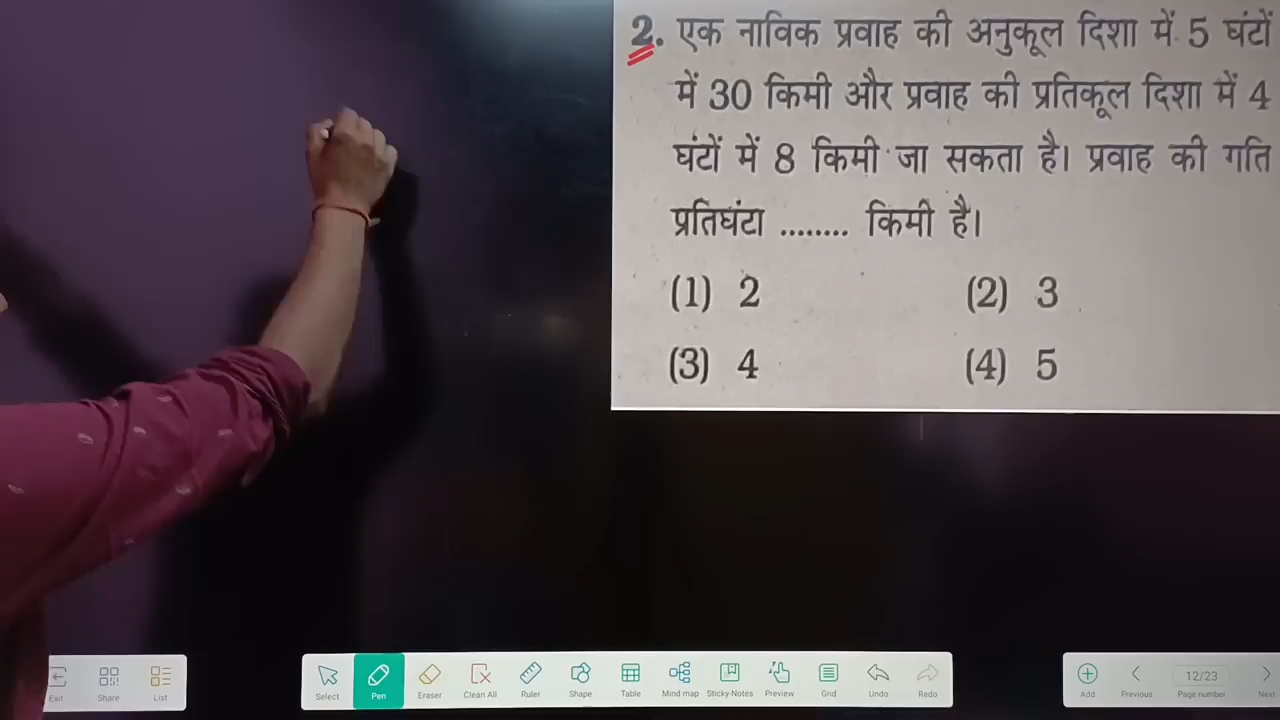 2. एक नाविक प्रवाह की अनुकूल दिशा में 5 घंटों
में 30 किमी और प्रवाह की प्रतिकूल दिशा में 4
घंटों में 8 किमी जा सकता है। प्रवाह की गति
प्रतिघंटा ........ किमी है।
(1) 2 (2) 3
(3) 4 (4) 5
Exit Share List Select Pen Eraser Clean All Ruler Shape Table Mind map Sticky-Notes Preview Grid Undo Redo Add Previous 12/23 Page number Next